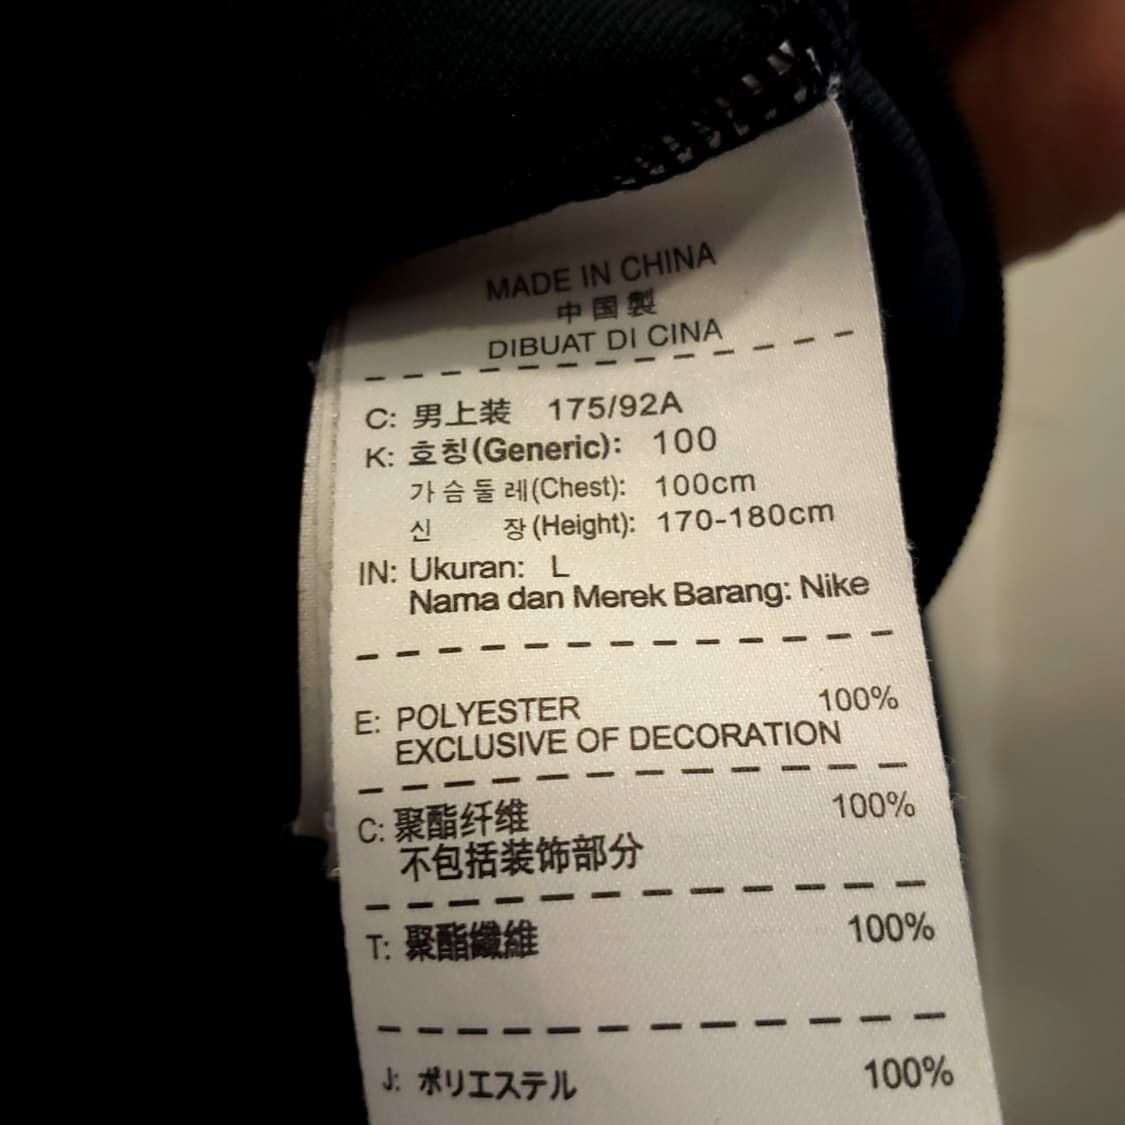 MADE IN CHINA
中国製
DIBUAT DI CINA
C: 男上装 175/92A
K: 호칭(Generic): 100
가슴둘레(Chest): 100cm
신 장(Height): 170-180cm
IN: Ukuran: L
Nama dan Merek Barang: Nike
E: POLYESTER 100%
EXCLUSIVE OF DECORATION
C: 聚酯纤维 100%
不包括装饰部分
T: 聚酯纖維 100%
J: ポリエステル 100%